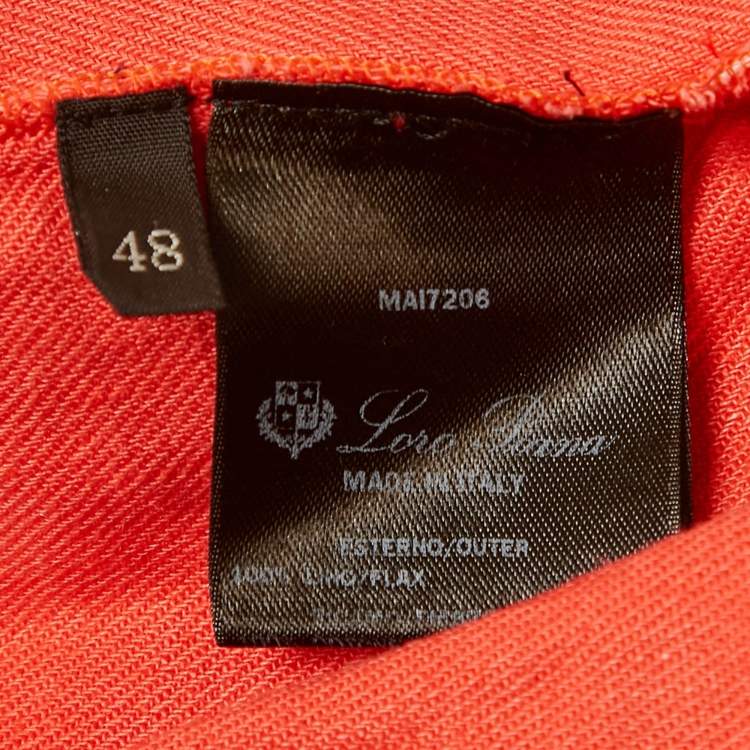 48
MAI7206
Loro Piana
MADE IN ITALY
ESTERNO/OUTER
100% LINO/FLAX